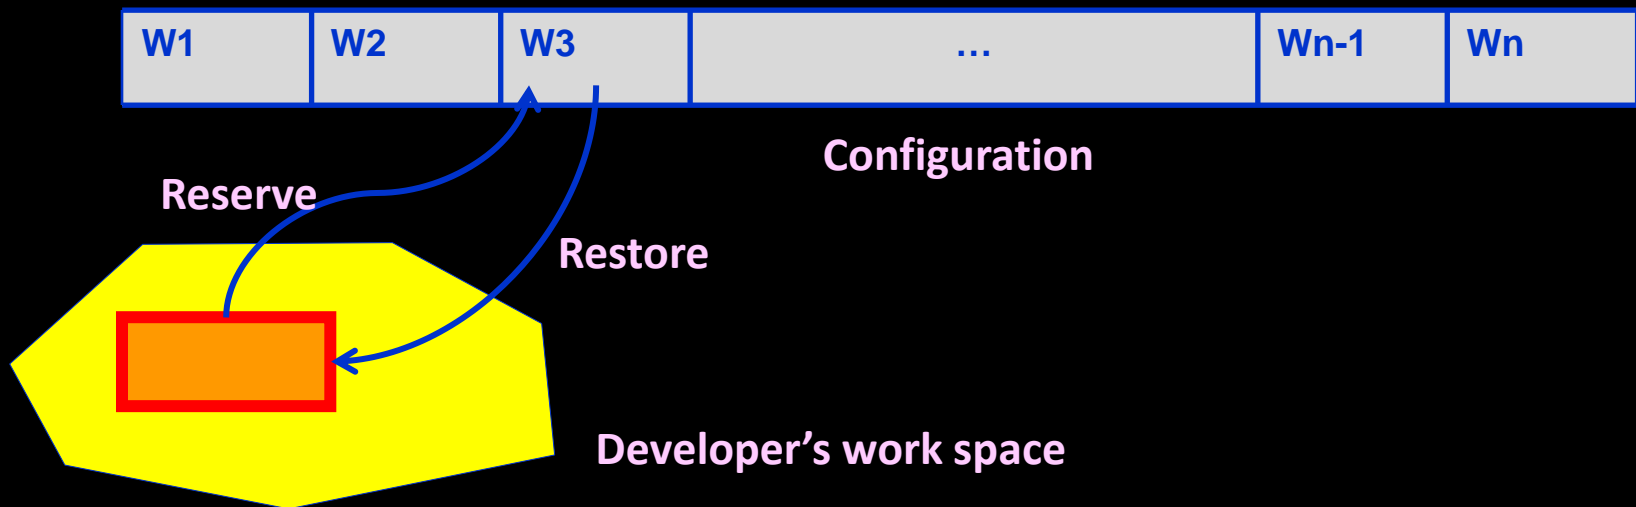 W1 W2 W3 … Wn-1 Wn
Configuration
Reserve
Restore
Developer’s work space